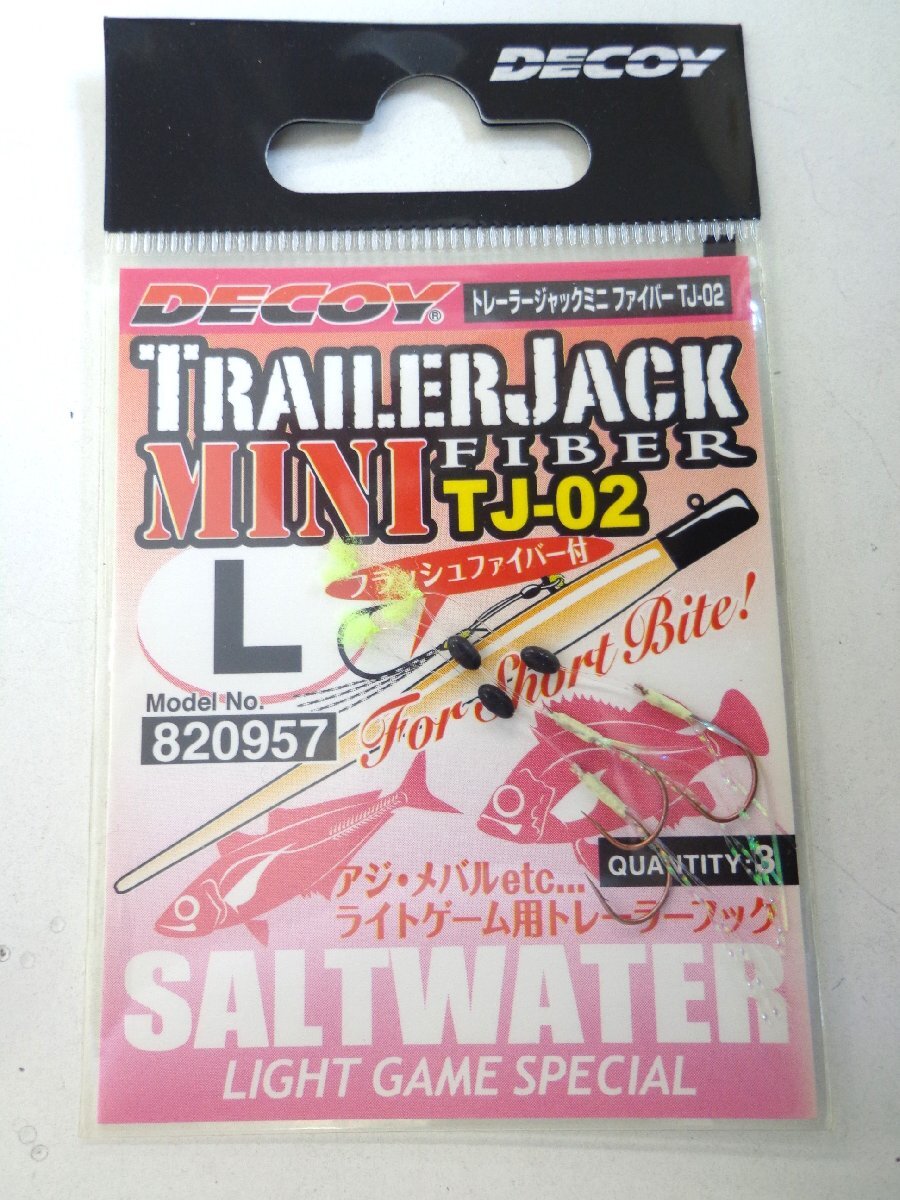 DECOY
DECOY® トレーラージャックミニ ファイバー TJ-02
TRAILERJACK
MINI FIBER
TJ-02
フラッシュファイバー付
L
For Short Bite!
Model No.
820957
QUANTITY:3
アジ・メバルetc...
ライトゲーム用トレーラーフック
SALTWATER
LIGHT GAME SPECIAL